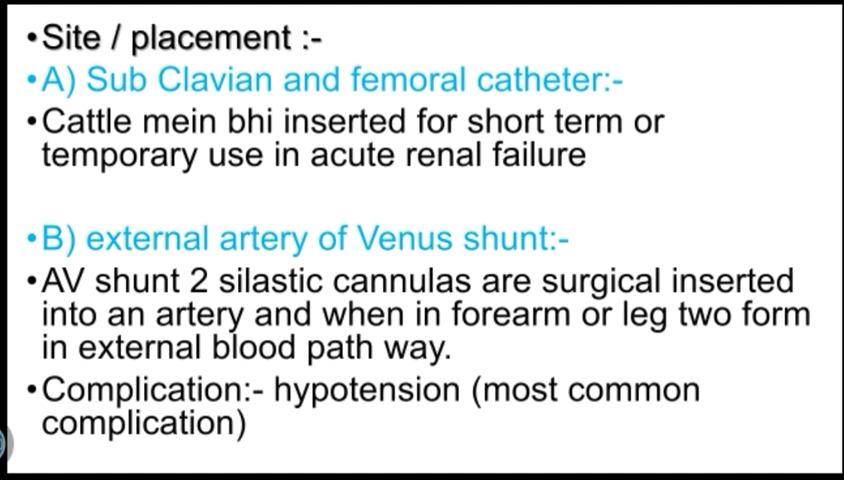 •Site / placement :-
•A) Sub Clavian and femoral catheter:-
•Cattle mein bhi inserted for short term or
temporary use in acute renal failure
•B) external artery of Venus shunt:-
•AV shunt 2 silastic cannulas are surgical inserted
into an artery and when in forearm or leg two form
in external blood path way.
•Complication:- hypotension (most common
complication)